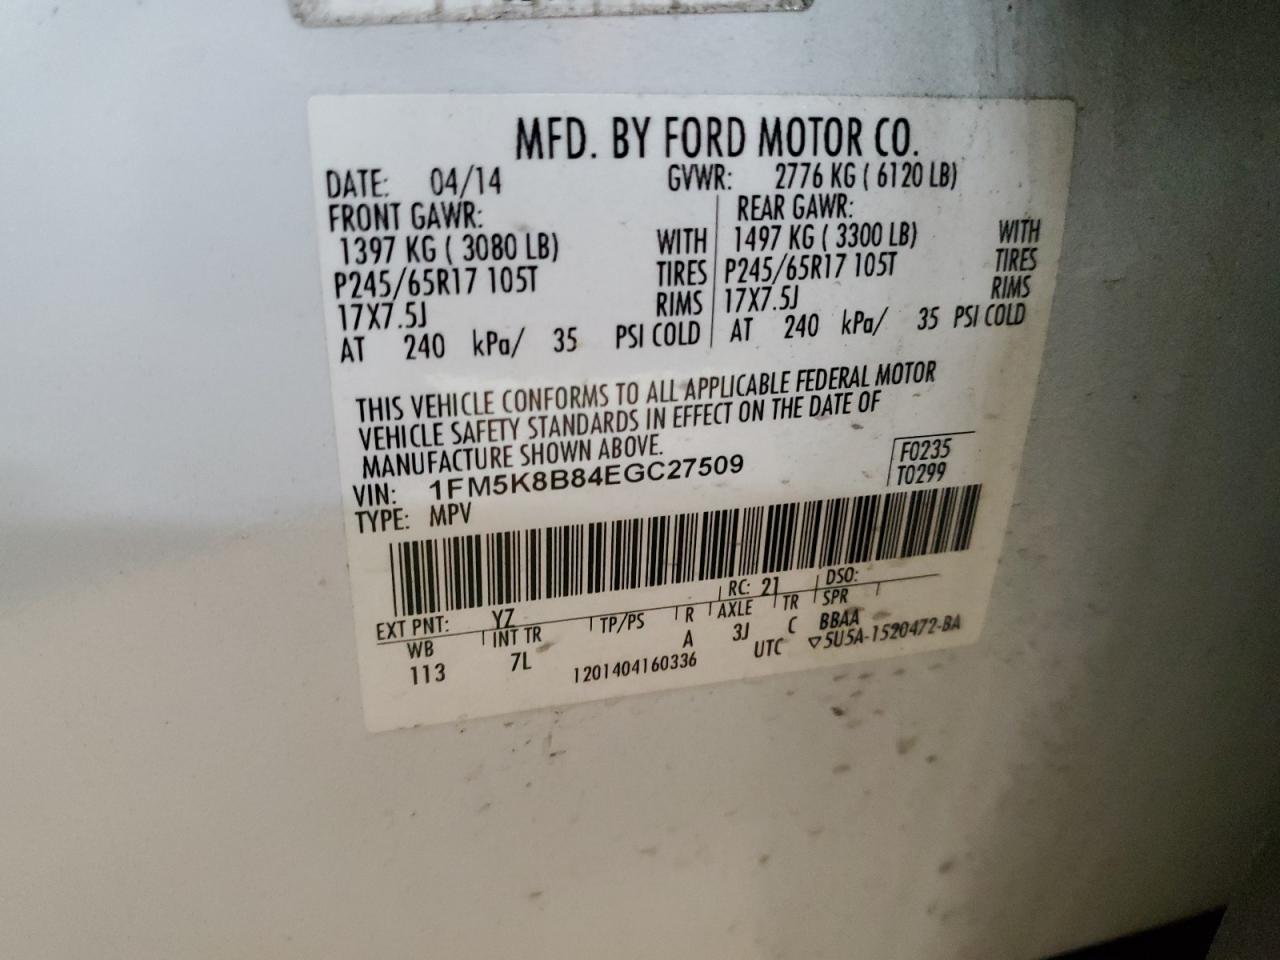 MFD. BY FORD MOTOR CO.
DATE: 04/14 GVWR: 2776 KG ( 6120 LB)
FRONT GAWR: REAR GAWR:
1397 KG ( 3080 LB) WITH 1497 KG ( 3300 LB) WITH
P245/65R17 105T TIRES P245/65R17 105T TIRES
17X7.5J RIMS 17X7.5J RIMS
AT 240 kPa/ 35 PSI COLD AT 240 kPa/ 35 PSI COLD
THIS VEHICLE CONFORMS TO ALL APPLICABLE FEDERAL MOTOR
VEHICLE SAFETY STANDARDS IN EFFECT ON THE DATE OF
MANUFACTURE SHOWN ABOVE.
F0235
VIN: 1FM5K8B84EGC27509
T0299
TYPE: MPV
EXT PNT: YZ RC: 21 DSO:
WB INT TR TP/PS R AXLE TR SPR
113 7L A 3J C BBAA
1201404160336 UTC ▽5U5A-1520472-BA